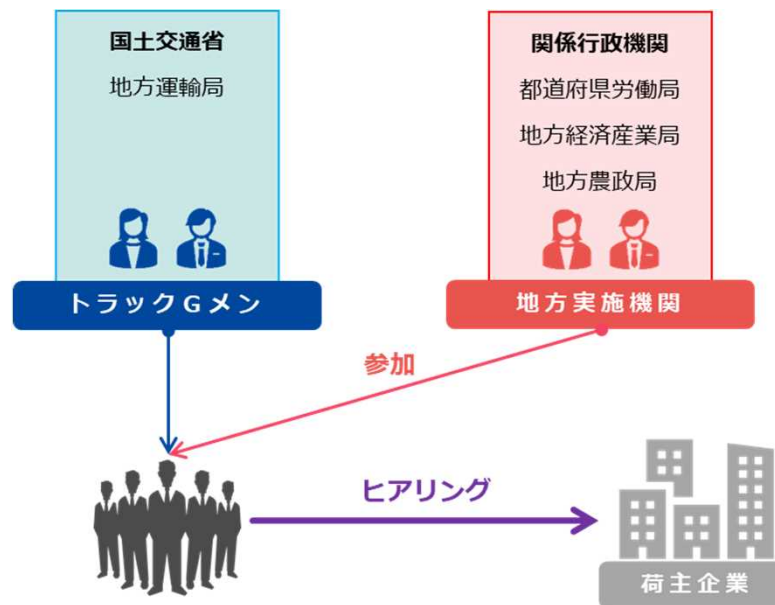 国土交通省
地方運輸局
トラックGメン
関係行政機関
都道府県労働局
地方経済産業局
地方農政局
地方実施機関
参加
ヒアリング
荷主企業